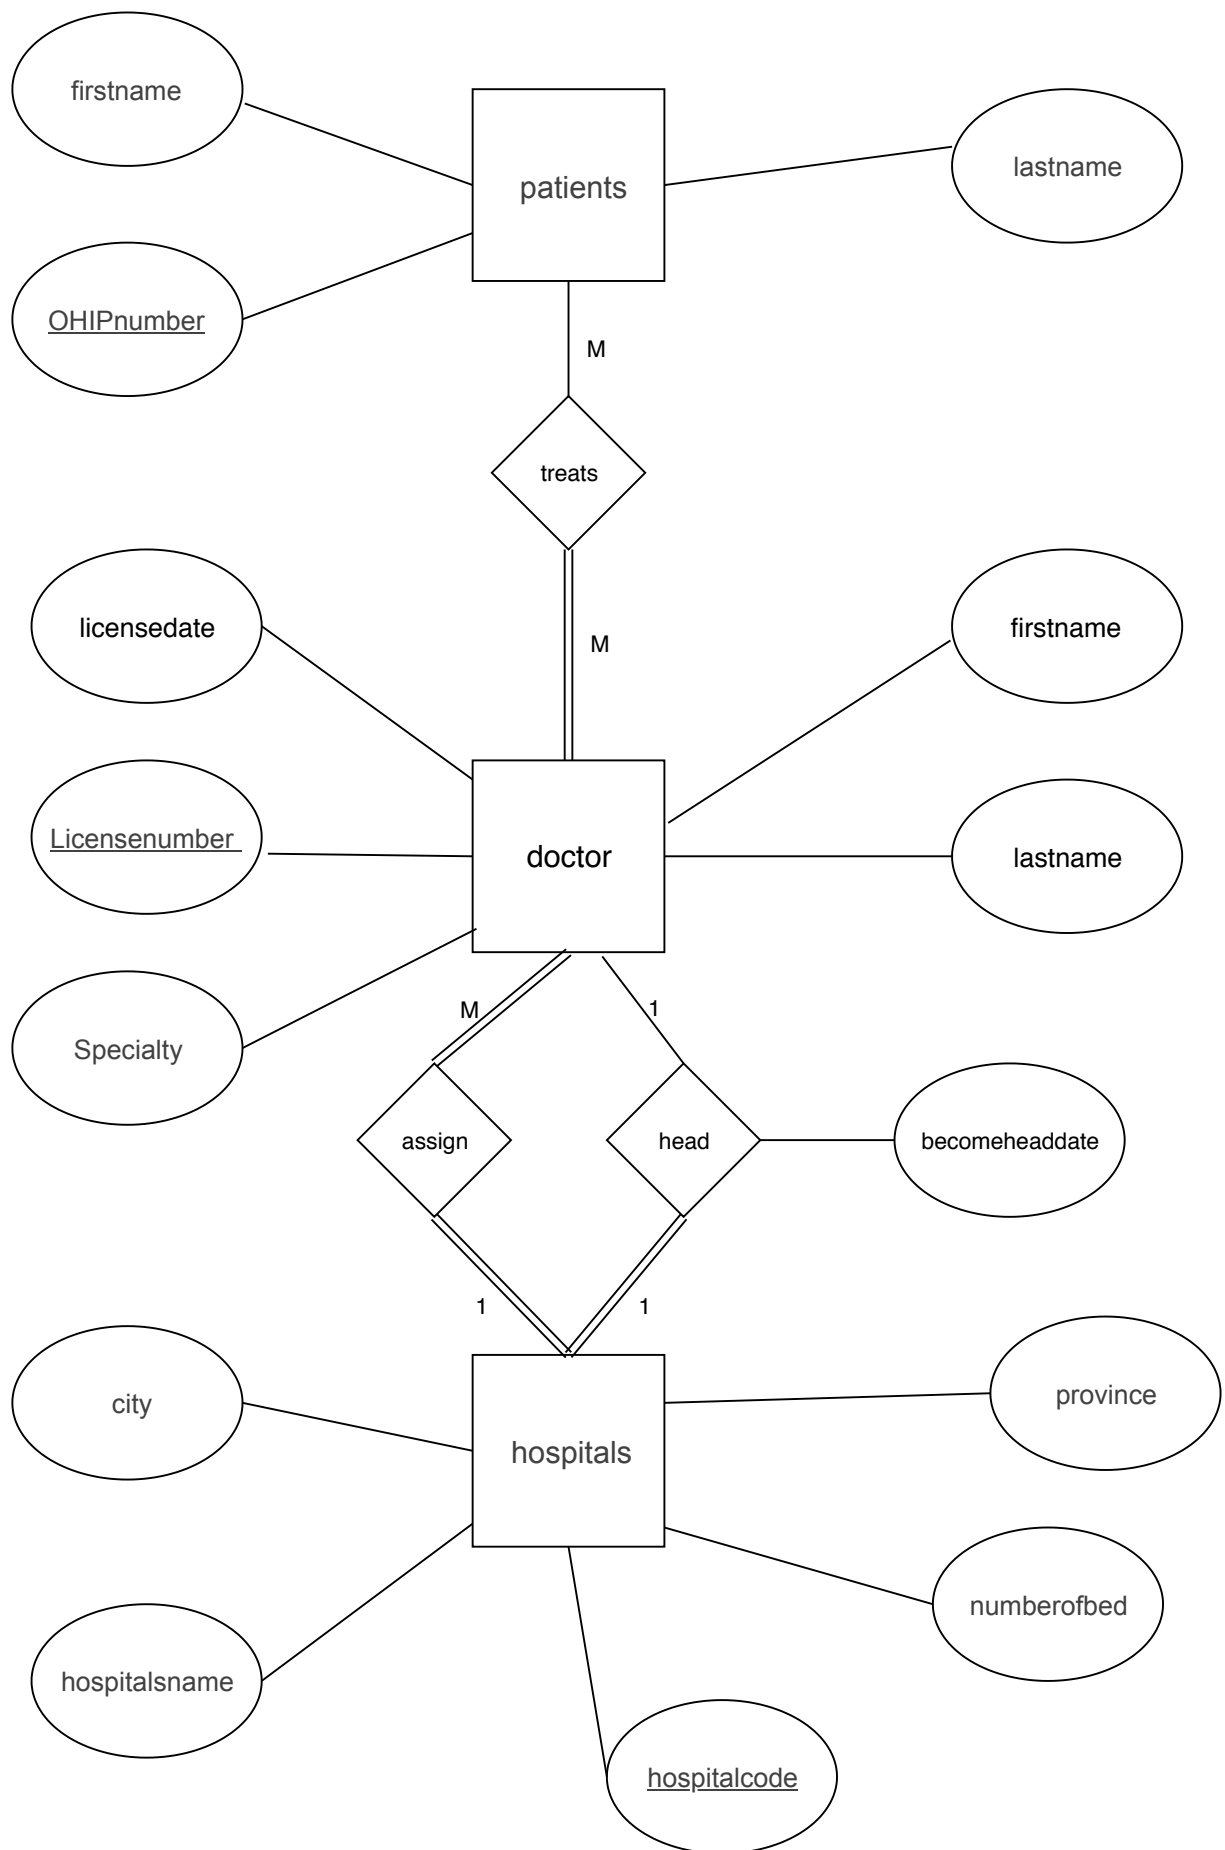 firstname
patients
lastname
OHIPnumber
M
treats
licensedate
M
firstname
Licensenumber
doctor
lastname
Specialty
M
1
assign
head
becomeheaddate
1
1
city
hospitals
province
numberofbed
hospitalsname
hospitalcode